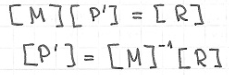 [M][P'] = [R]
[P'] = [M]⁻¹[R]